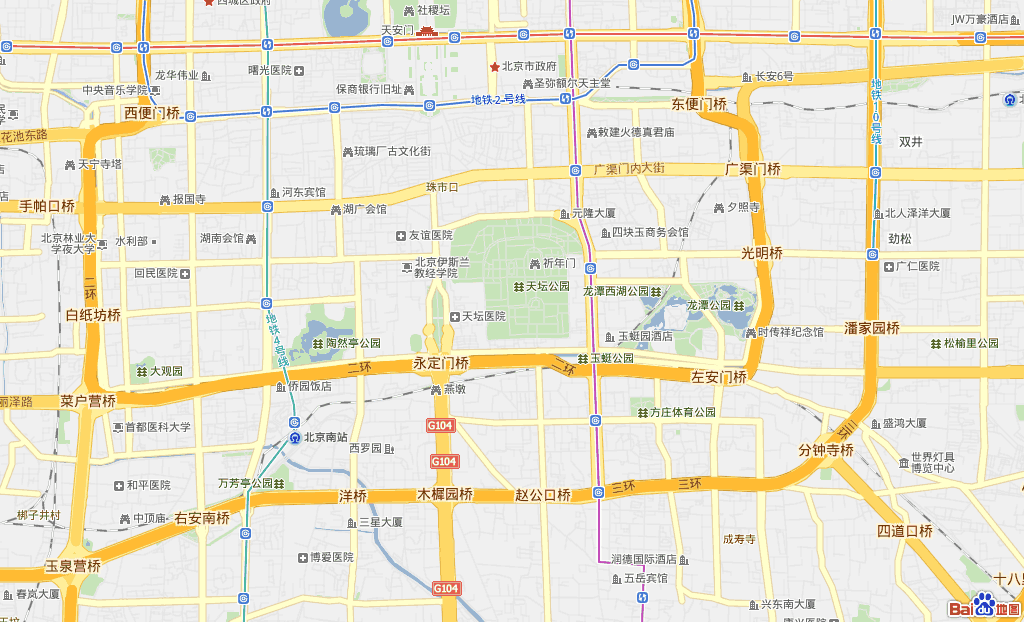 西城区政府
社稷坛
天安门
JW万豪酒店
北京市政府
龙华伟业
曙光医院
圣弥额尔天主堂
长安6号
中央音乐学院
保商银行旧址
地铁2号线
东便门桥
地铁10号线
西便门桥
花池东路
敕建火德真君庙
双井
琉璃厂古文化街
天宁寺塔
广渠门内大街
广渠门桥
珠市口
河东宾馆
报国寺
手帕口桥
湖广会馆
夕照寺
元隆大厦
北人泽洋大厦
四块玉商务会馆
友谊医院
湖南会馆
北京林业大
学夜大学
水利部
劲松
光明桥
北京伊斯兰
教经学院
祈年门
广仁医院
回民医院
天坛公园
龙潭西湖公园
二环
龙潭公园
白纸坊桥
天坛医院
地铁4号线
潘家园桥
时传祥纪念馆
玉蜓园酒店
陶然亭公园
松榆里公园
玉蜓公园
永定门桥
二环
二环
大观园
左安门桥
侨园饭店
燕墩
丽泽路
菜户营桥
方庄体育公园
G104
首都医科大学
盛鸿大厦
三环
北京南站
西罗园
分钟寺桥
世界灯具
博览中心
G104
万芳亭公园
和平医院
三环
三环
洋桥
木樨园桥
赵公口桥
梆子井村
中顶庙
右安南桥
三星大厦
四道口桥
成寿寺
博爱医院
润德国际酒店
玉泉营桥
五岳宾馆
十八里
G104
春岚大厦
兴东南大厦
Bai du 地图